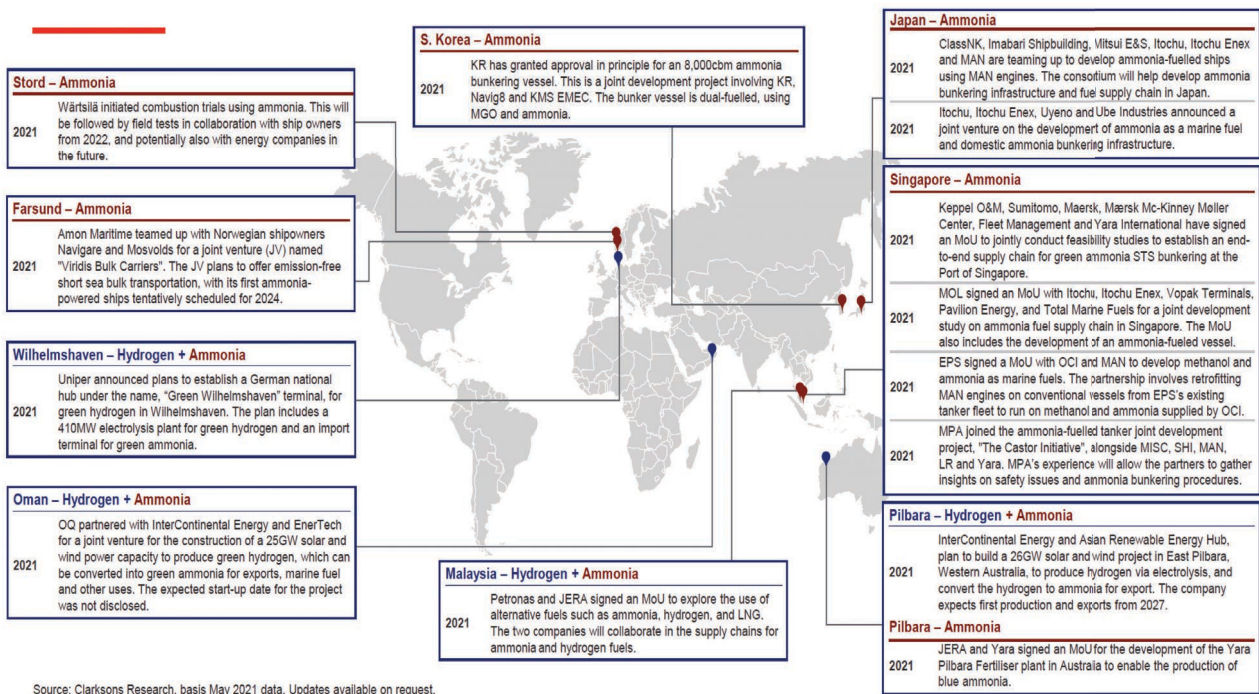 Stord – Ammonia
2021
Wärtsilä initiated combustion trials using ammonia. This will
be followed by field tests in collaboration with ship owners
from 2022, and potentially also with energy companies
in the future.
Farsund – Ammonia
2021
Amon Maritime teamed up with Norwegian shipowners
Navigare and Mosvolds for a joint venture (JV) named
"Viridis Bulk Carriers". The JV plans to offer emission-free
short sea bulk transportation, with its first ammonia-
powered ships tentatively scheduled for 2024.
Wilhelmshaven – Hydrogen + Ammonia
2021
Uniper announced plans to establish a German national
hub under the name, “Green Wilhelmshaven” terminal, for
green hydrogen in Wilhelmshaven. The plan includes a
410MW electrolysis plant for green hydrogen and an import
terminal for green ammonia.
Oman – Hydrogen + Ammonia
2021
OQ partnered with InterContinental Energy and EnerTech
for a joint venture for the construction of a 25GW solar and
wind power capacity to produce green hydrogen, which can
be converted into green ammonia for exports, marine fuel
and other uses. The expected start-up date for the project
was not disclosed.
S. Korea – Ammonia
2021
KR has granted approval in principle for an 8,000cbm ammonia
bunkering vessel. This is a joint development project involving KR,
Navig8 and KMS EMEC. The bunker vessel is dual-fuelled, using
MGO and ammonia.
Malaysia – Hydrogen + Ammonia
2021
Petronas and JERA signed an MoU to explore the use of
alternative fuels such as ammonia, hydrogen, and LNG.
The two companies will collaborate in the supply chains for
ammonia and hydrogen fuels.
Japan – Ammonia
2021
ClassNK, Imabari Shipbuilding, Mitsui E&S, Itochu, Itochu Enex
and MAN are teaming up to develop ammonia-fuelled ships
using MAN engines. The consortium will help develop ammonia
bunkering infrastructure and fuel supply chain in Japan.
2021
Itochu, Itochu Enex, Uyeno and Ube Industries announced a
joint venture on the development of ammonia as a marine fuel
and domestic ammonia bunkering infrastructure.
Singapore – Ammonia
2021
Keppel O&M, Sumitomo, Maersk, Mærsk Mc-Kinney Møller
Center, Fleet Management and Yara International have signed
an MoU to jointly conduct feasibility studies to establish an end-
to-end supply chain for green ammonia STS bunkering at the
Port of Singapore.
2021
MOL signed an MoU with Itochu, Itochu Enex, Vopak Terminals,
Pavilion Energy, and Total Marine Fuels for a joint development
study on ammonia fuel supply chain in Singapore. The MoU
also includes the development of an ammonia-fueled vessel.
2021
EPS signed a MoU with OCI and MAN to develop methanol and
ammonia as marine fuels. The partnership involves retrofitting
MAN engines on conventional vessels from EPS's existing
tanker fleet to run on methanol and ammonia supplied by OCI.
2021
MPA joined the ammonia-fuelled tanker joint development
project, "The Castor Initiative", alongside MISC, SHI, MAN,
LR and Yara. MPA's experience will allow the partners to gather
insights on safety issues and ammonia bunkering procedures.
Pilbara – Hydrogen + Ammonia
2021
InterContinental Energy and Asian Renewable Energy Hub,
plan to build a 26GW solar and wind project in East Pilbara,
Western Australia, to produce hydrogen via electrolysis, and
convert the hydrogen to ammonia for export. The company
expects first production and exports from 2027.
Pilbara – Ammonia
2021
JERA and Yara signed an MoU for the development of the Yara
Pilbara Fertiliser plant in Australia to enable the production of
blue ammonia.
Source: Clarksons Research, basis May 2021 data. Updates available on request.